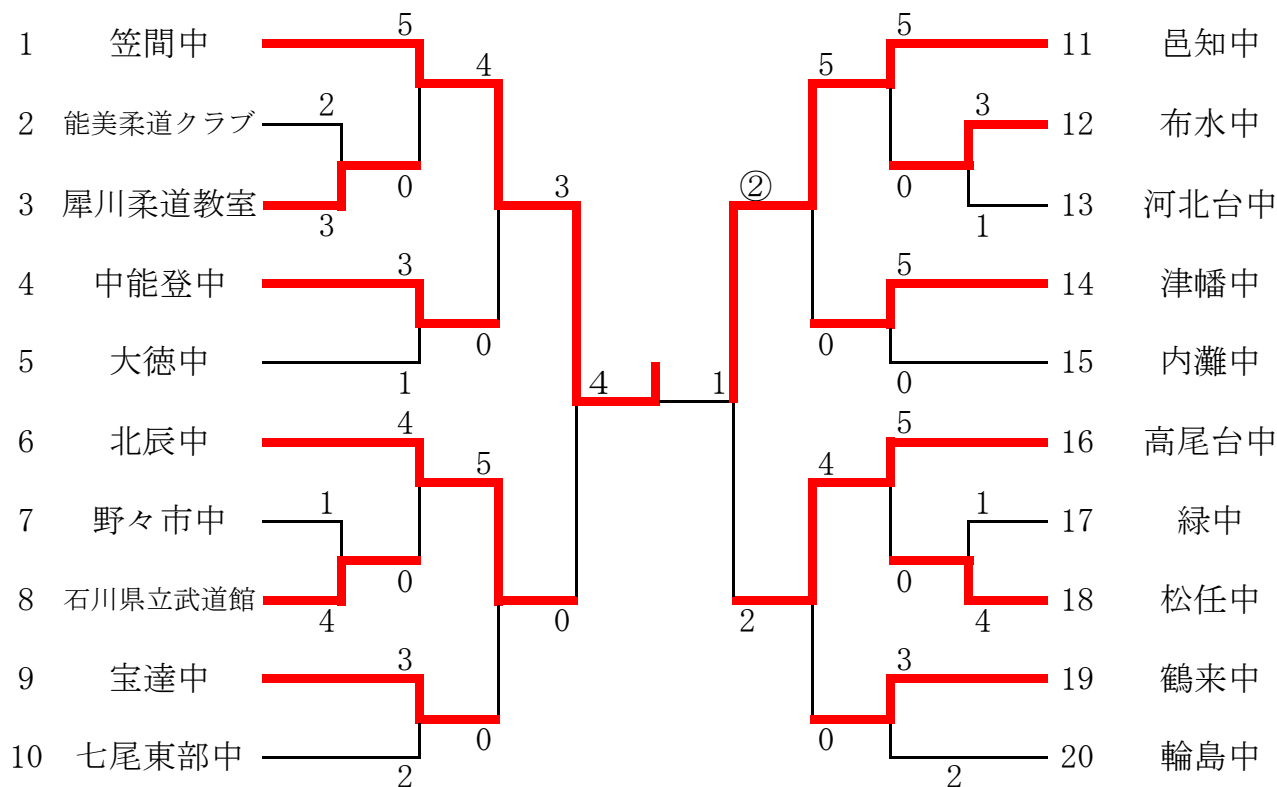 5 5
1 笠間中 11 邑知中
4 5
2 能美柔道クラブ 2 3 12 布水中
0 3 ② 0
3 犀川柔道教室 3 1 13 河北台中
4 中能登中 3 5 14 津幡中
0 0
5 大徳中 1 4 1 0 15 内灘中
6 北辰中 4 5 16 高尾台中
5 4
7 野々市中 1 1 17 緑中
0 0
8 石川県立武道館 4 0 2 4 18 松任中
9 宝達中 3 3 19 鶴来中
0 0
10 七尾東部中 2 2 20 輪島中